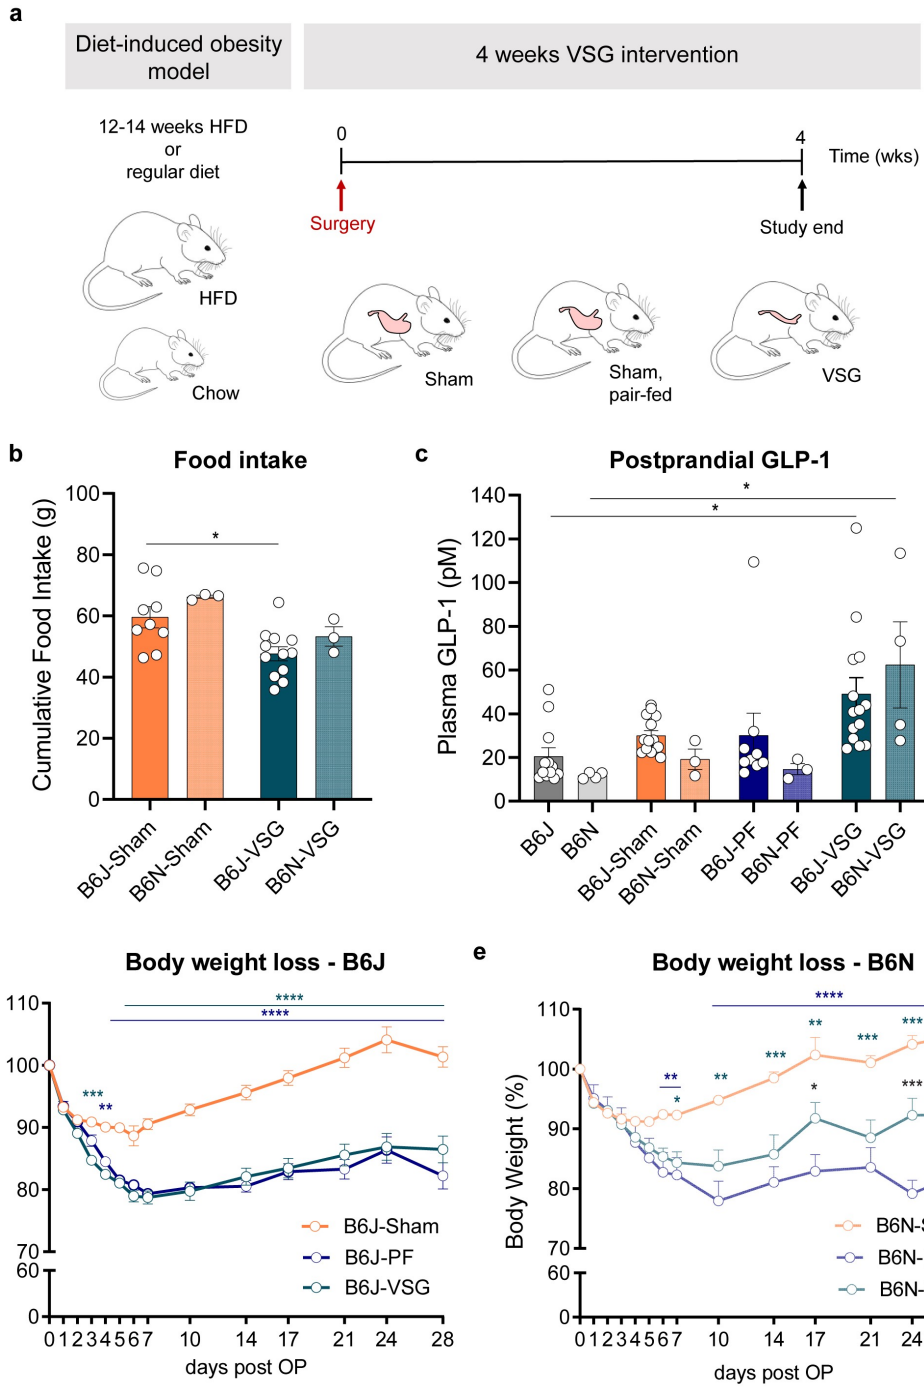 a
Diet-induced obesity
model
4 weeks VSG intervention
12-14 weeks HFD
or
regular diet
HFD
Chow
0
4
Time (wks)
Surgery
Study end
Sham
Sham,
pair-fed
VSG
b
Food intake
Cumulative Food Intake (g)
100
80
60
40
20
0
*
B6J-Sham
B6N-Sham
B6J-VSG
B6N-VSG
c
Postprandial GLP-1
Plasma GLP-1 (pM)
140
120
100
80
60
40
20
0
*
*
B6J
B6N
B6J-Sham
B6N-Sham
B6J-PF
B6N-PF
B6J-VSG
B6N-VSG
Body weight loss - B6J
110
100
90
80
70
60
0
****
****
***
**
B6J-Sham
B6J-PF
B6J-VSG
0 1 2 3 4 5 6 7 10 14 17 21 24 28
days post OP
e
Body weight loss - B6N
Body Weight (%)
110
100
90
80
70
60
0
****
**
***
***
***
**
**
*
*
***
B6N-S
B6N-
B6N-
0 1 2 3 4 5 6 7 10 14 17 21 24
days post OP